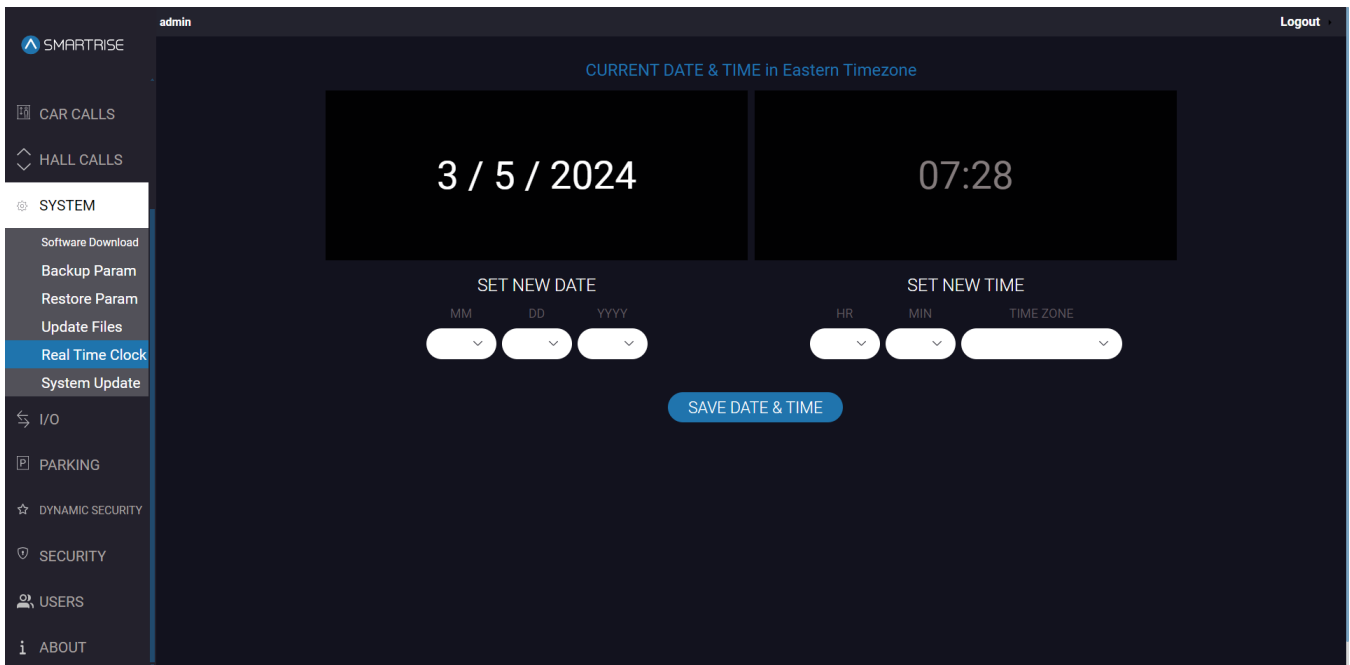 admin
Logout
SMARTRISE
CAR CALLS
HALL CALLS
SYSTEM
Software Download
Backup Param
Restore Param
Update Files
Real Time Clock
System Update
I/O
PARKING
DYNAMIC SECURITY
SECURITY
USERS
ABOUT
CURRENT DATE & TIME in Eastern Timezone
3 / 5 / 2024
07:28
SET NEW DATE
MM DD YYYY
SET NEW TIME
HR MIN TIME ZONE
SAVE DATE & TIME